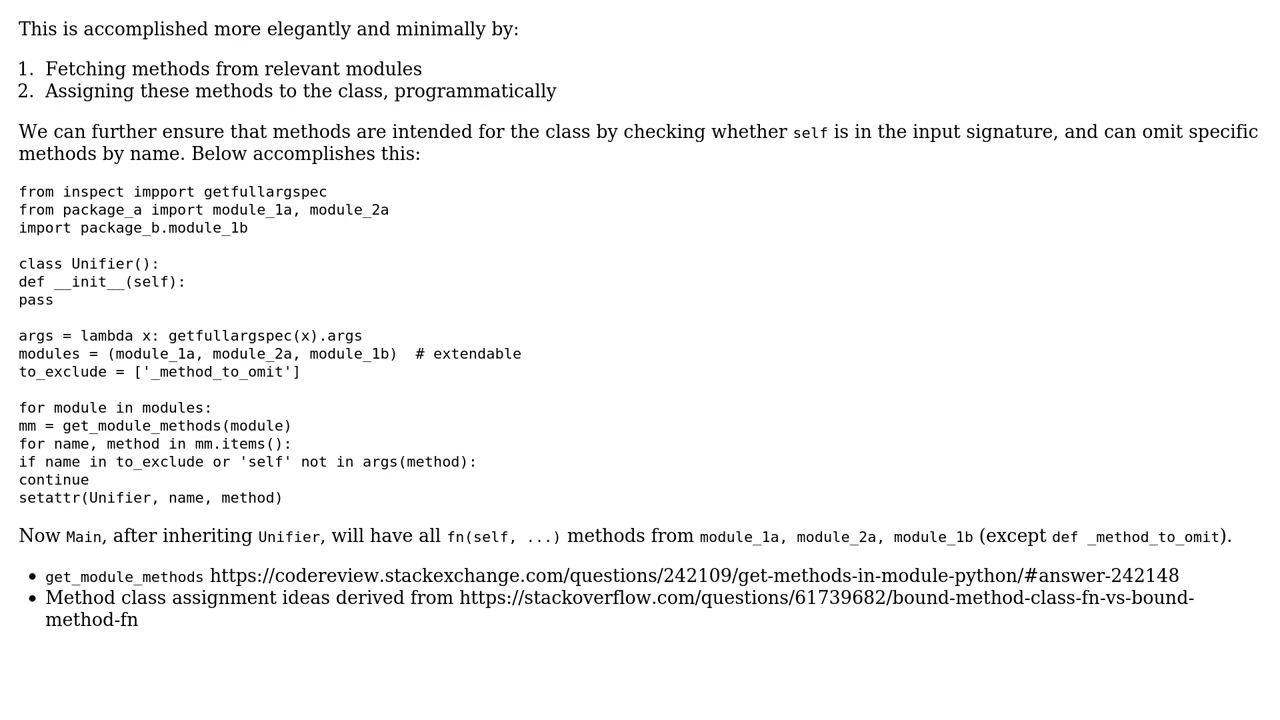 This is accomplished more elegantly and minimally by:
1. Fetching methods from relevant modules
2. Assigning these methods to the class, programmatically
We can further ensure that methods are intended for the class by checking whether self is in the input signature, and can omit specific
methods by name. Below accomplishes this:
from inspect impport getfullargspec
from package_a import module_1a, module_2a
import package_b.module_1b
class Unifier():
def __init__(self):
pass
args = lambda x: getfullargspec(x).args
modules = (module_1a, module_2a, module_1b)  # extendable
to_exclude = ['_method_to_omit']
for module in modules:
mm = get_module_methods(module)
for name, method in mm.items():
if name in to_exclude or 'self' not in args(method):
continue
setattr(Unifier, name, method)
Now Main, after inheriting Unifier, will have all fn(self, ...) methods from module_1a, module_2a, module_1b (except def _method_to_omit).
• get_module_methods https://codereview.stackexchange.com/questions/242109/get-methods-in-module-python/#answer-242148
• Method class assignment ideas derived from https://stackoverflow.com/questions/61739682/bound-method-class-fn-vs-bound-
method-fn